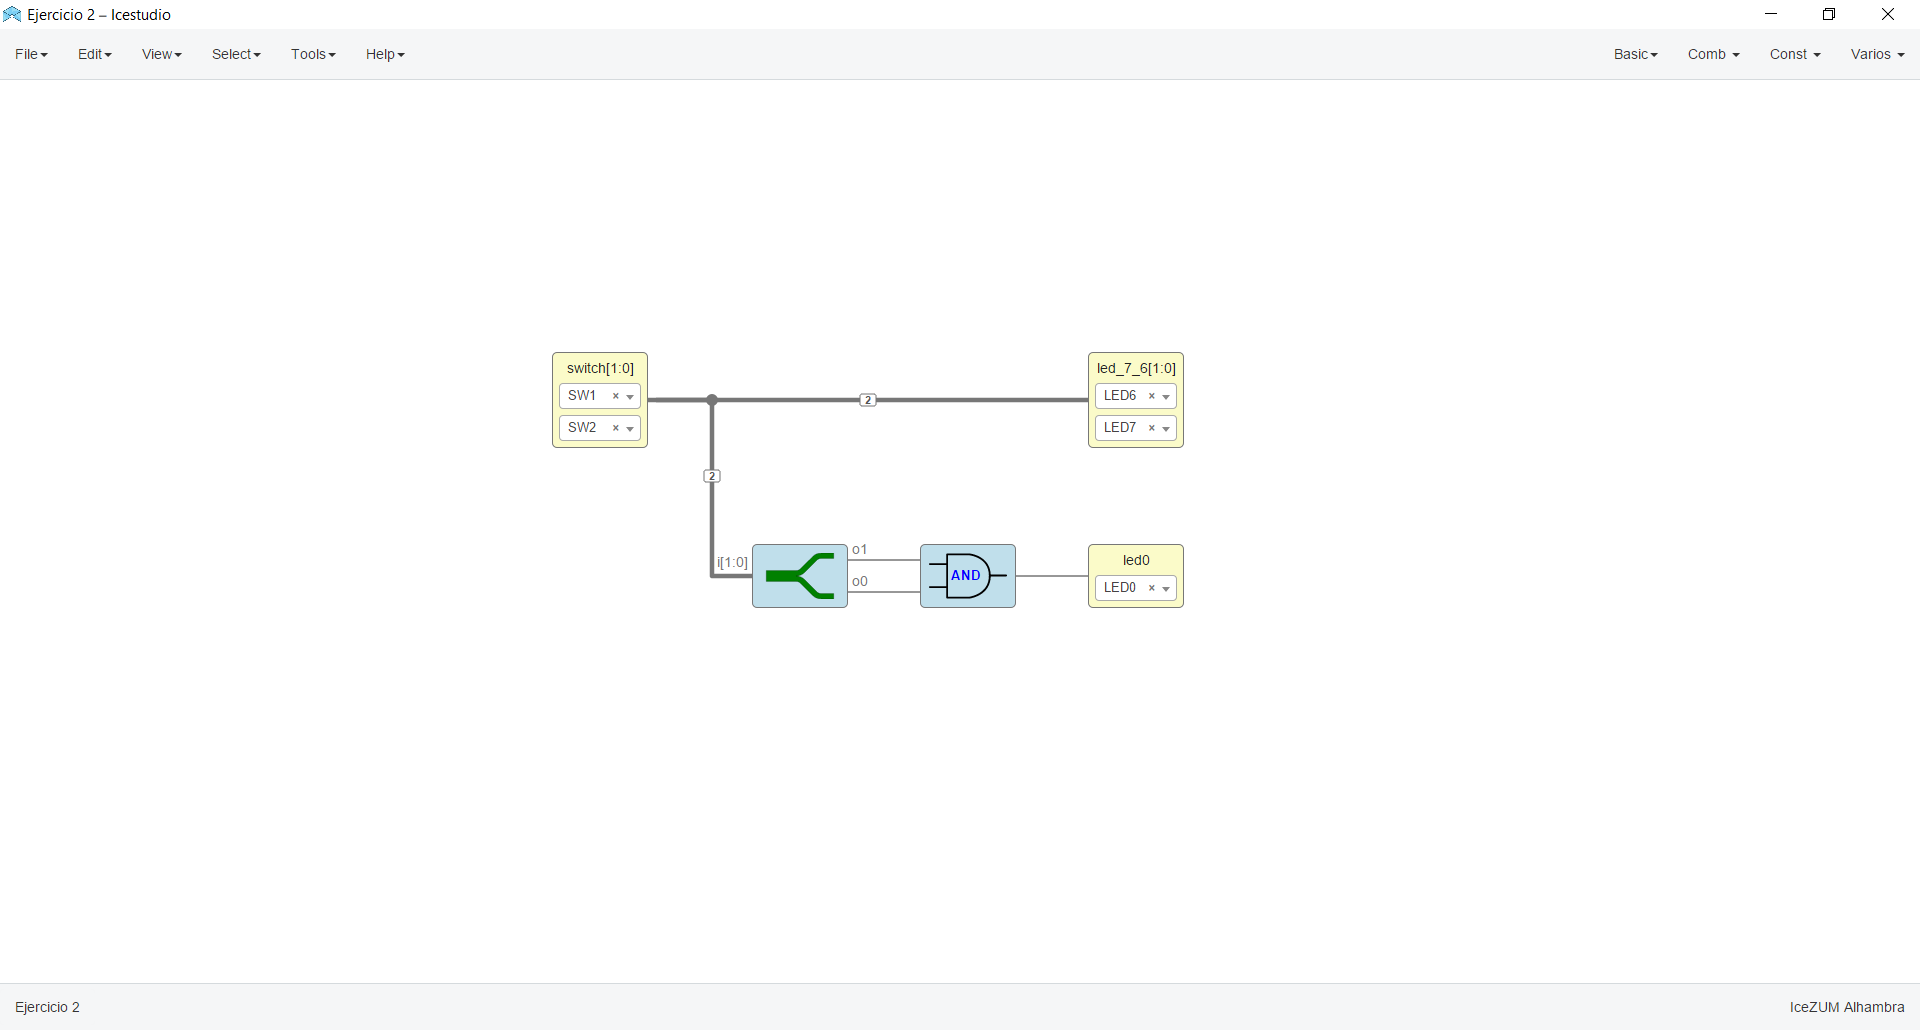 Ejercicio 2 – Icestudio
File Edit View Select Tools Help Basic Comb Const Varios
switch[1:0]
SW1 ×
SW2 ×
2
led_7_6[1:0]
LED6 ×
LED7 ×
2
i[1:0]
o1
o0
AND
led0
LED0 ×
Ejercicio 2
IceZUM Alhambra